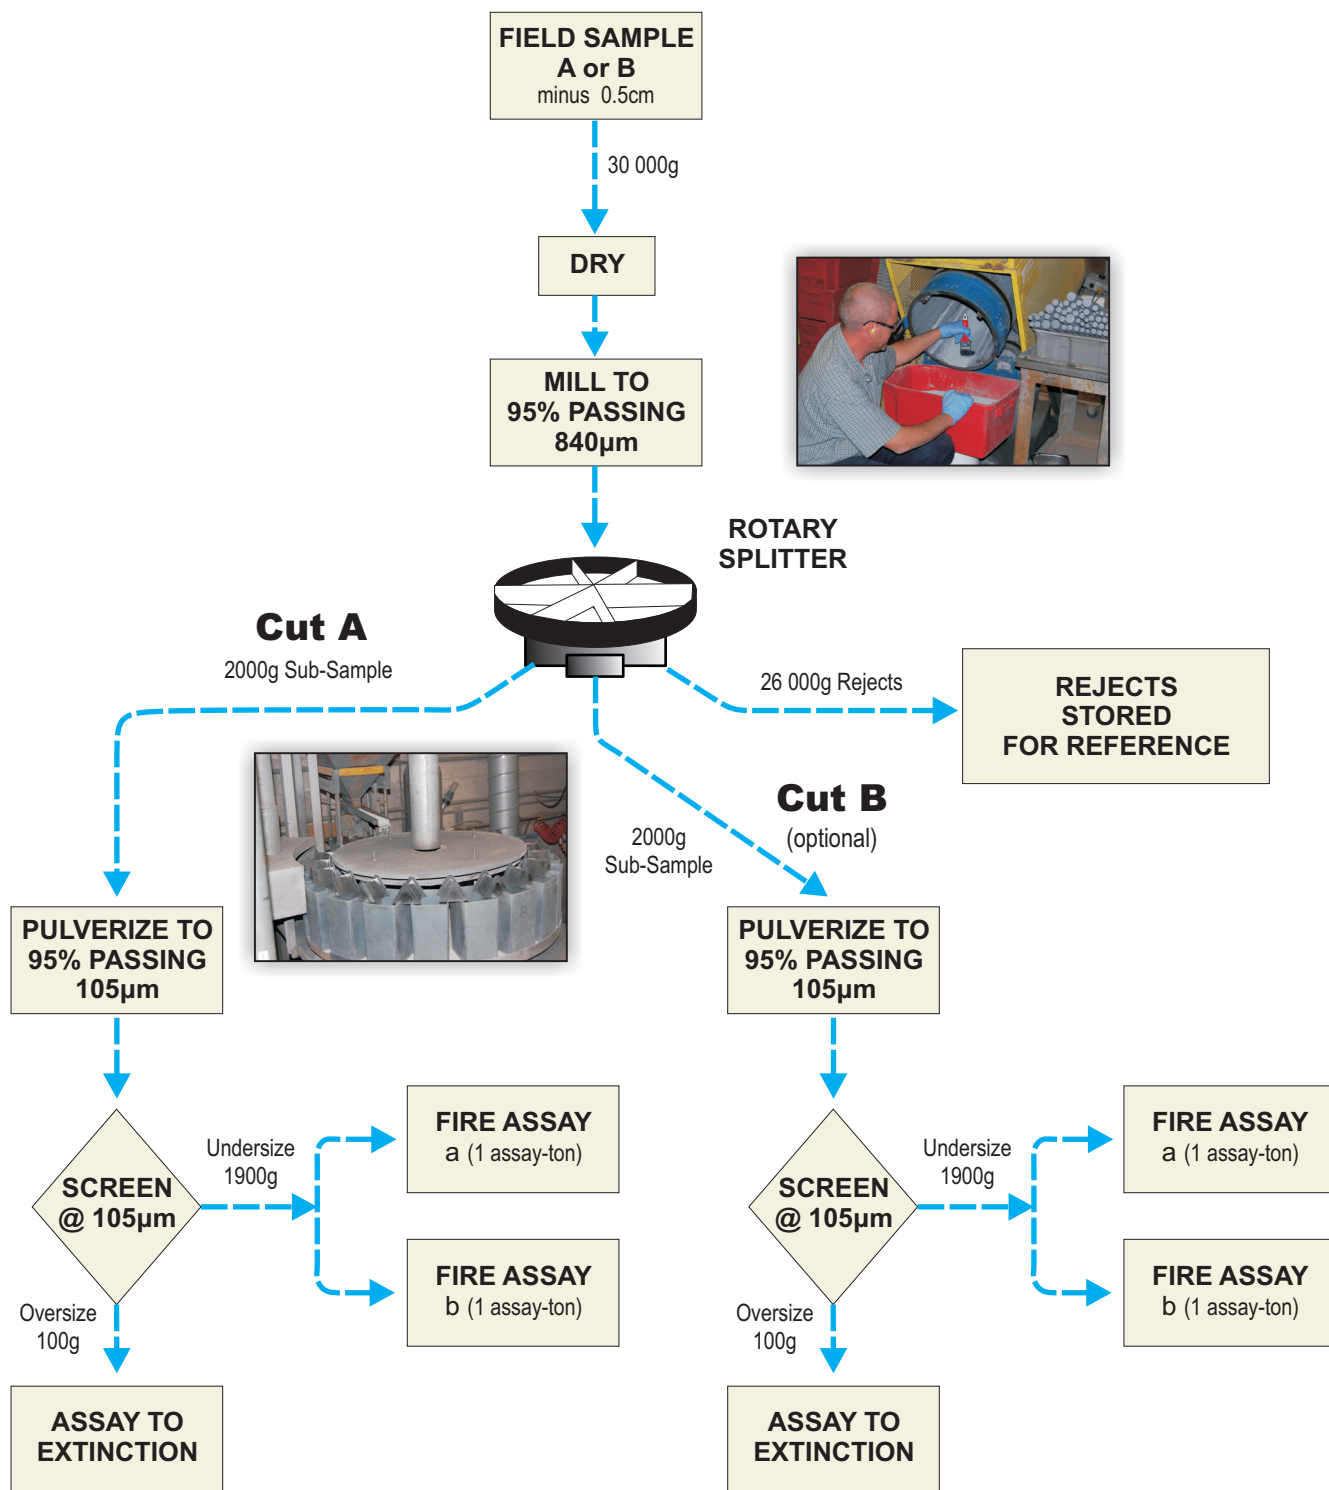 FIELD SAMPLE
A or B
minus 0.5cm
30 000g
DRY
MILL TO
95% PASSING
840µm
ROTARY
SPLITTER
Cut A
2000g Sub-Sample
26 000g Rejects
REJECTS
STORED
FOR REFERENCE
Cut B
(optional)
2000g
Sub-Sample
PULVERIZE TO
95% PASSING
105µm
PULVERIZE TO
95% PASSING
105µm
SCREEN
@ 105µm
Undersize
1900g
FIRE ASSAY
a (1 assay-ton)
FIRE ASSAY
b (1 assay-ton)
Oversize
100g
ASSAY TO
EXTINCTION
SCREEN
@ 105µm
Undersize
1900g
FIRE ASSAY
a (1 assay-ton)
FIRE ASSAY
b (1 assay-ton)
Oversize
100g
ASSAY TO
EXTINCTION